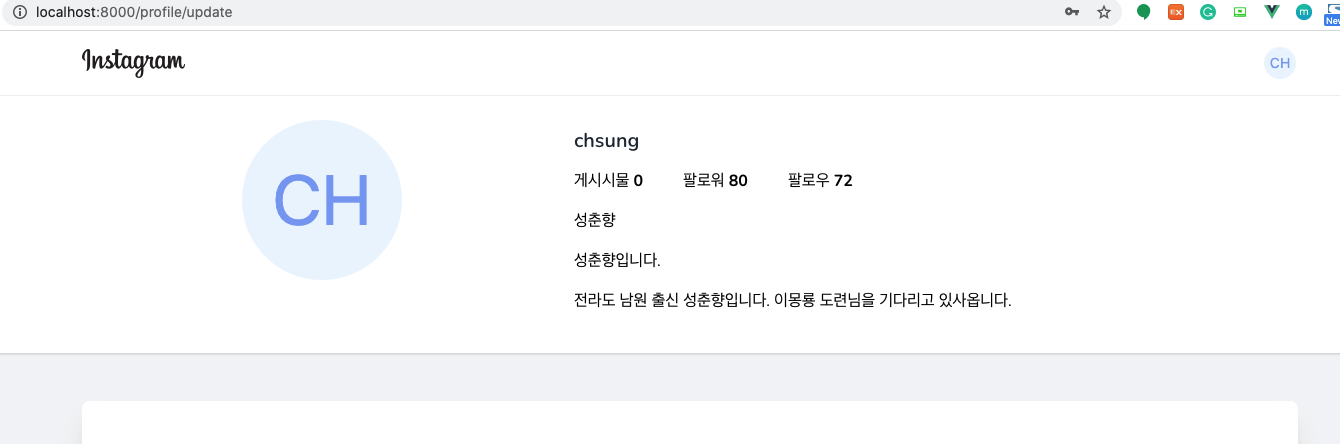 localhost:8000/profile/update
EX
G
m
New
Instagram
CH
CH
chsung
게시시물 0 팔로워 80 팔로우 72
성춘향
성춘향입니다.
전라도 남원 출신 성춘향입니다. 이몽룡 도련님을 기다리고 있사옵니다.